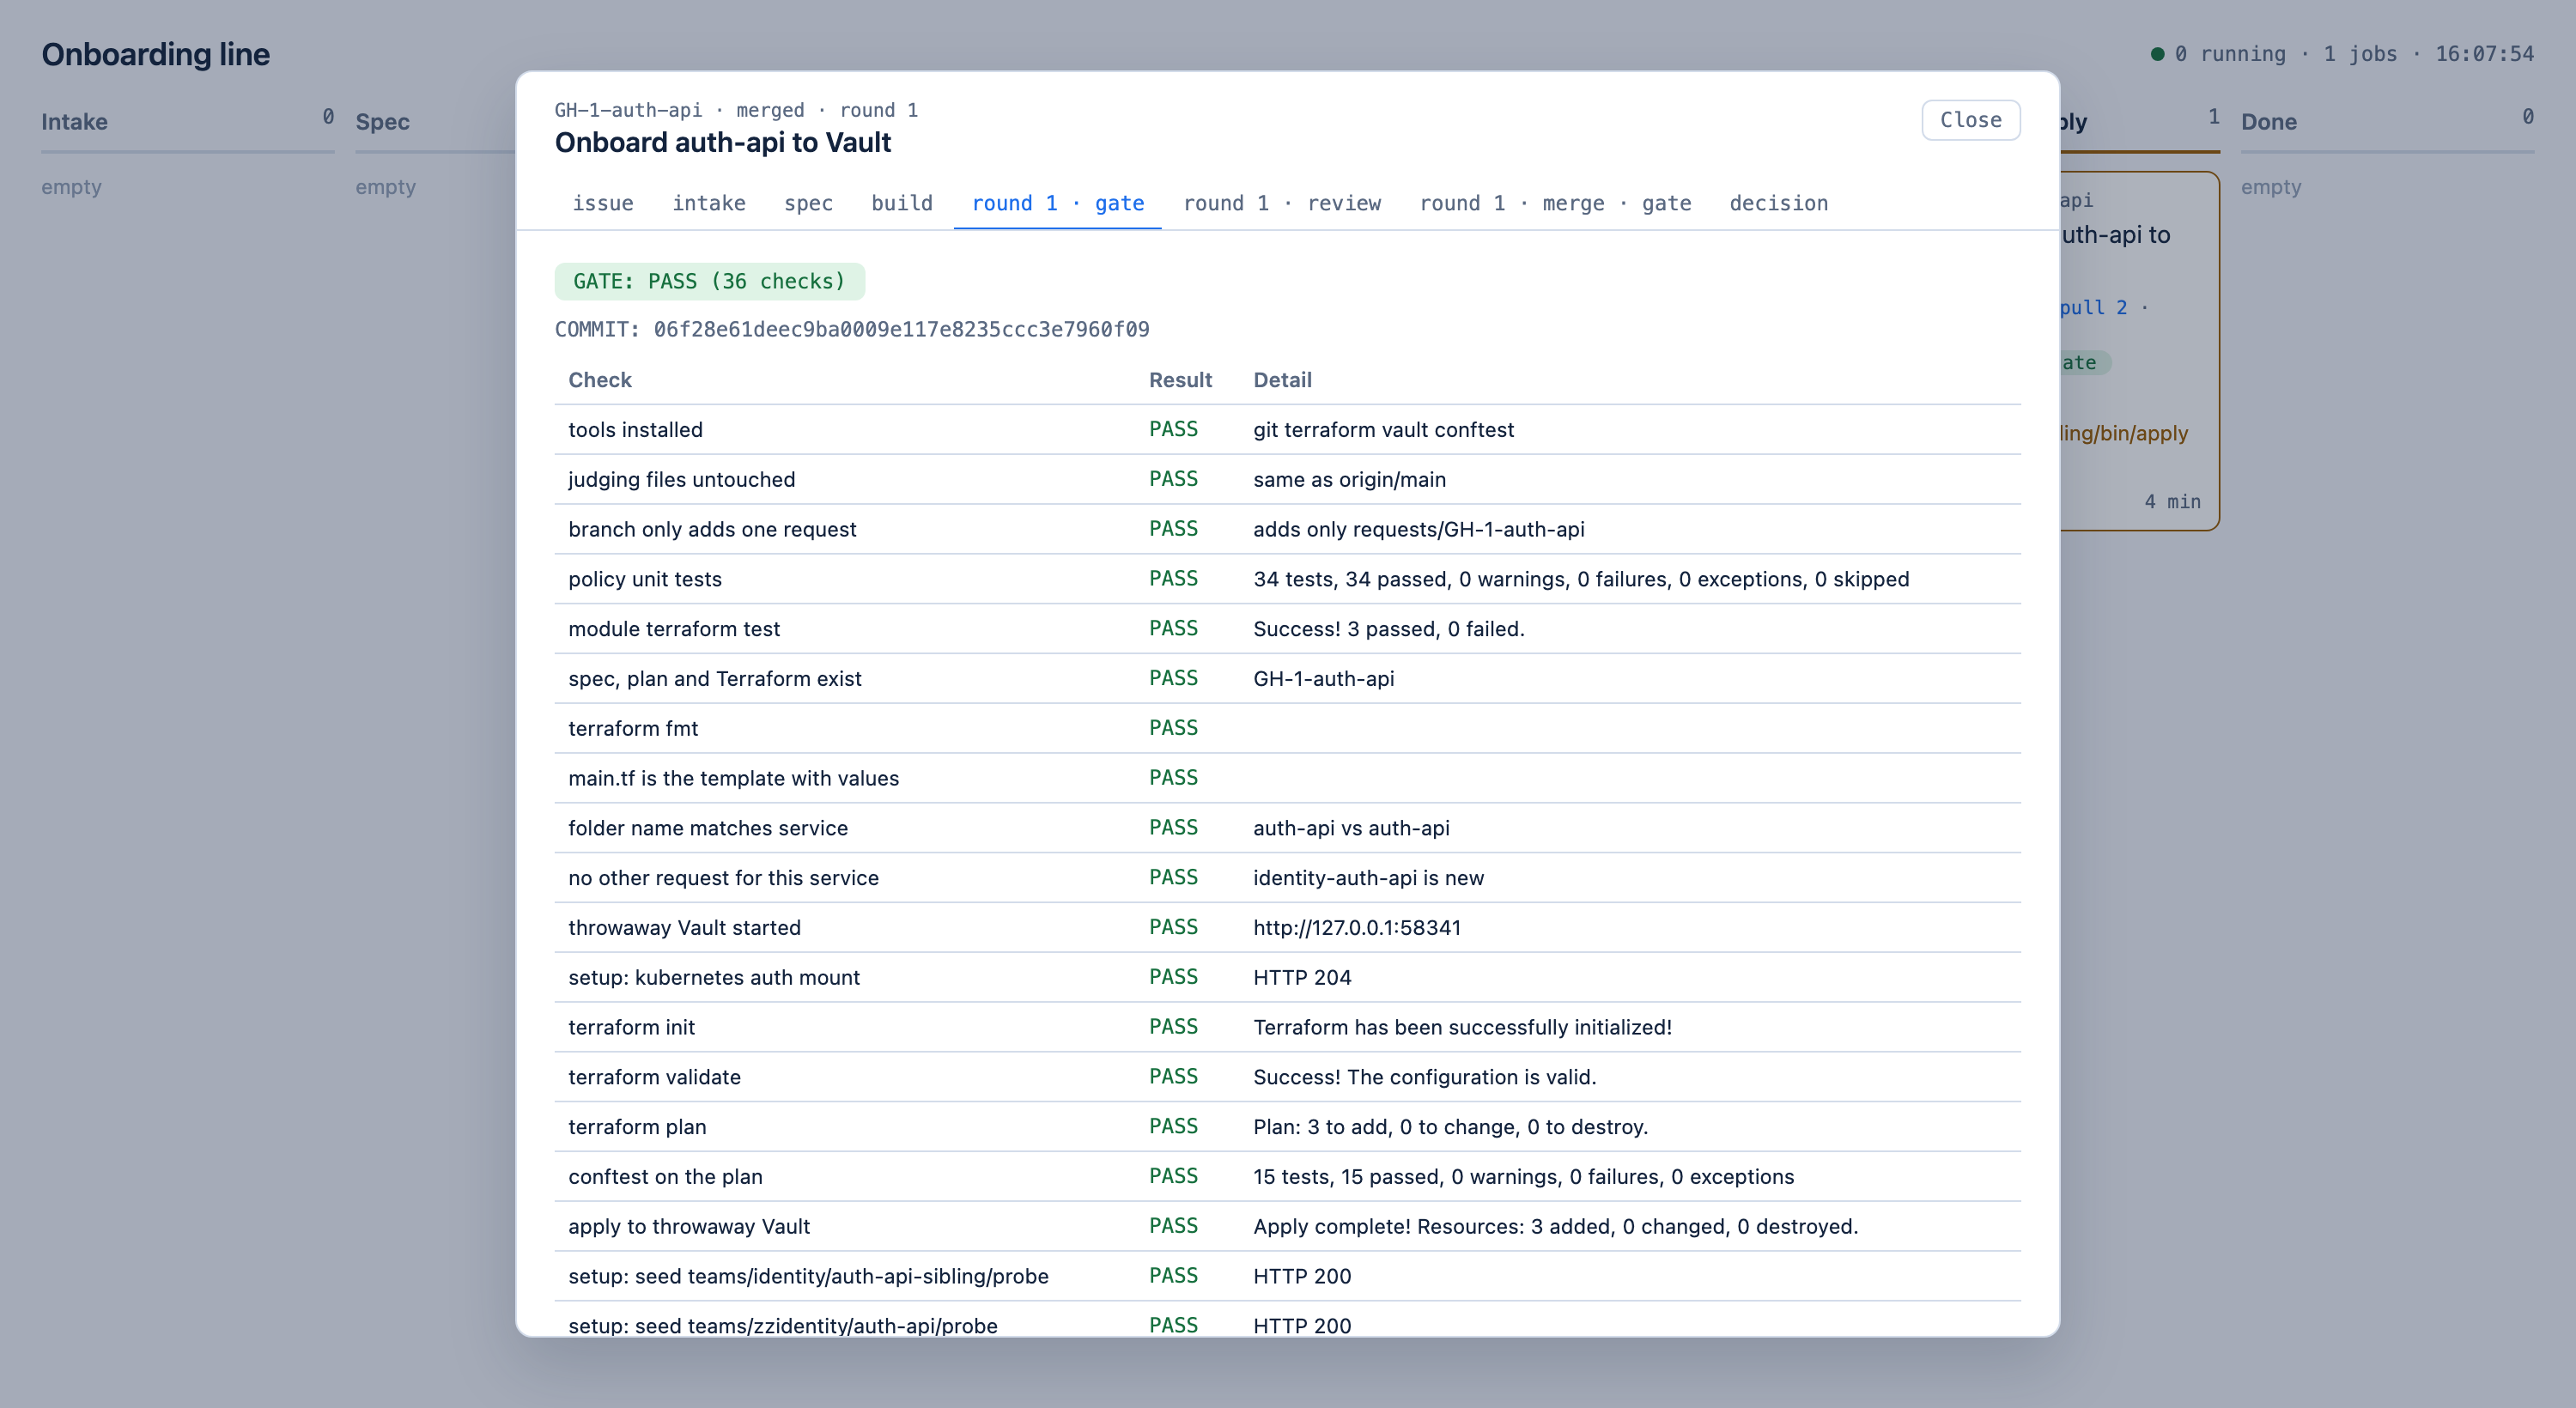 Onboarding line
0 running · 1 jobs · 16:07:54
Intake 0
Spec
1
Done 0
empty
empty
empty
GH-1-auth-api · merged · round 1
Close
Onboard auth-api to Vault
issue intake spec build round 1 · gate round 1 · review round 1 · merge · gate decision
GATE: PASS (36 checks)
COMMIT: 06f28e61deec9ba0009e117e8235ccc3e7960f09
Check Result Detail
tools installed PASS git terraform vault conftest
judging files untouched PASS same as origin/main
branch only adds one request PASS adds only requests/GH-1-auth-api
policy unit tests PASS 34 tests, 34 passed, 0 warnings, 0 failures, 0 exceptions, 0 skipped
module terraform test PASS Success! 3 passed, 0 failed.
spec, plan and Terraform exist PASS GH-1-auth-api
terraform fmt PASS
main.tf is the template with values PASS
folder name matches service PASS auth-api vs auth-api
no other request for this service PASS identity-auth-api is new
throwaway Vault started PASS http://127.0.0.1:58341
setup: kubernetes auth mount PASS HTTP 204
terraform init PASS Terraform has been successfully initialized!
terraform validate PASS Success! The configuration is valid.
terraform plan PASS Plan: 3 to add, 0 to change, 0 to destroy.
conftest on the plan PASS 15 tests, 15 passed, 0 warnings, 0 failures, 0 exceptions
apply to throwaway Vault PASS Apply complete! Resources: 3 added, 0 changed, 0 destroyed.
setup: seed teams/identity/auth-api-sibling/probe PASS HTTP 200
setup: seed teams/zzidentity/auth-api/probe PASS HTTP 200
api
uth-api to
pull 2 ·
ate
ling/bin/apply
4 min